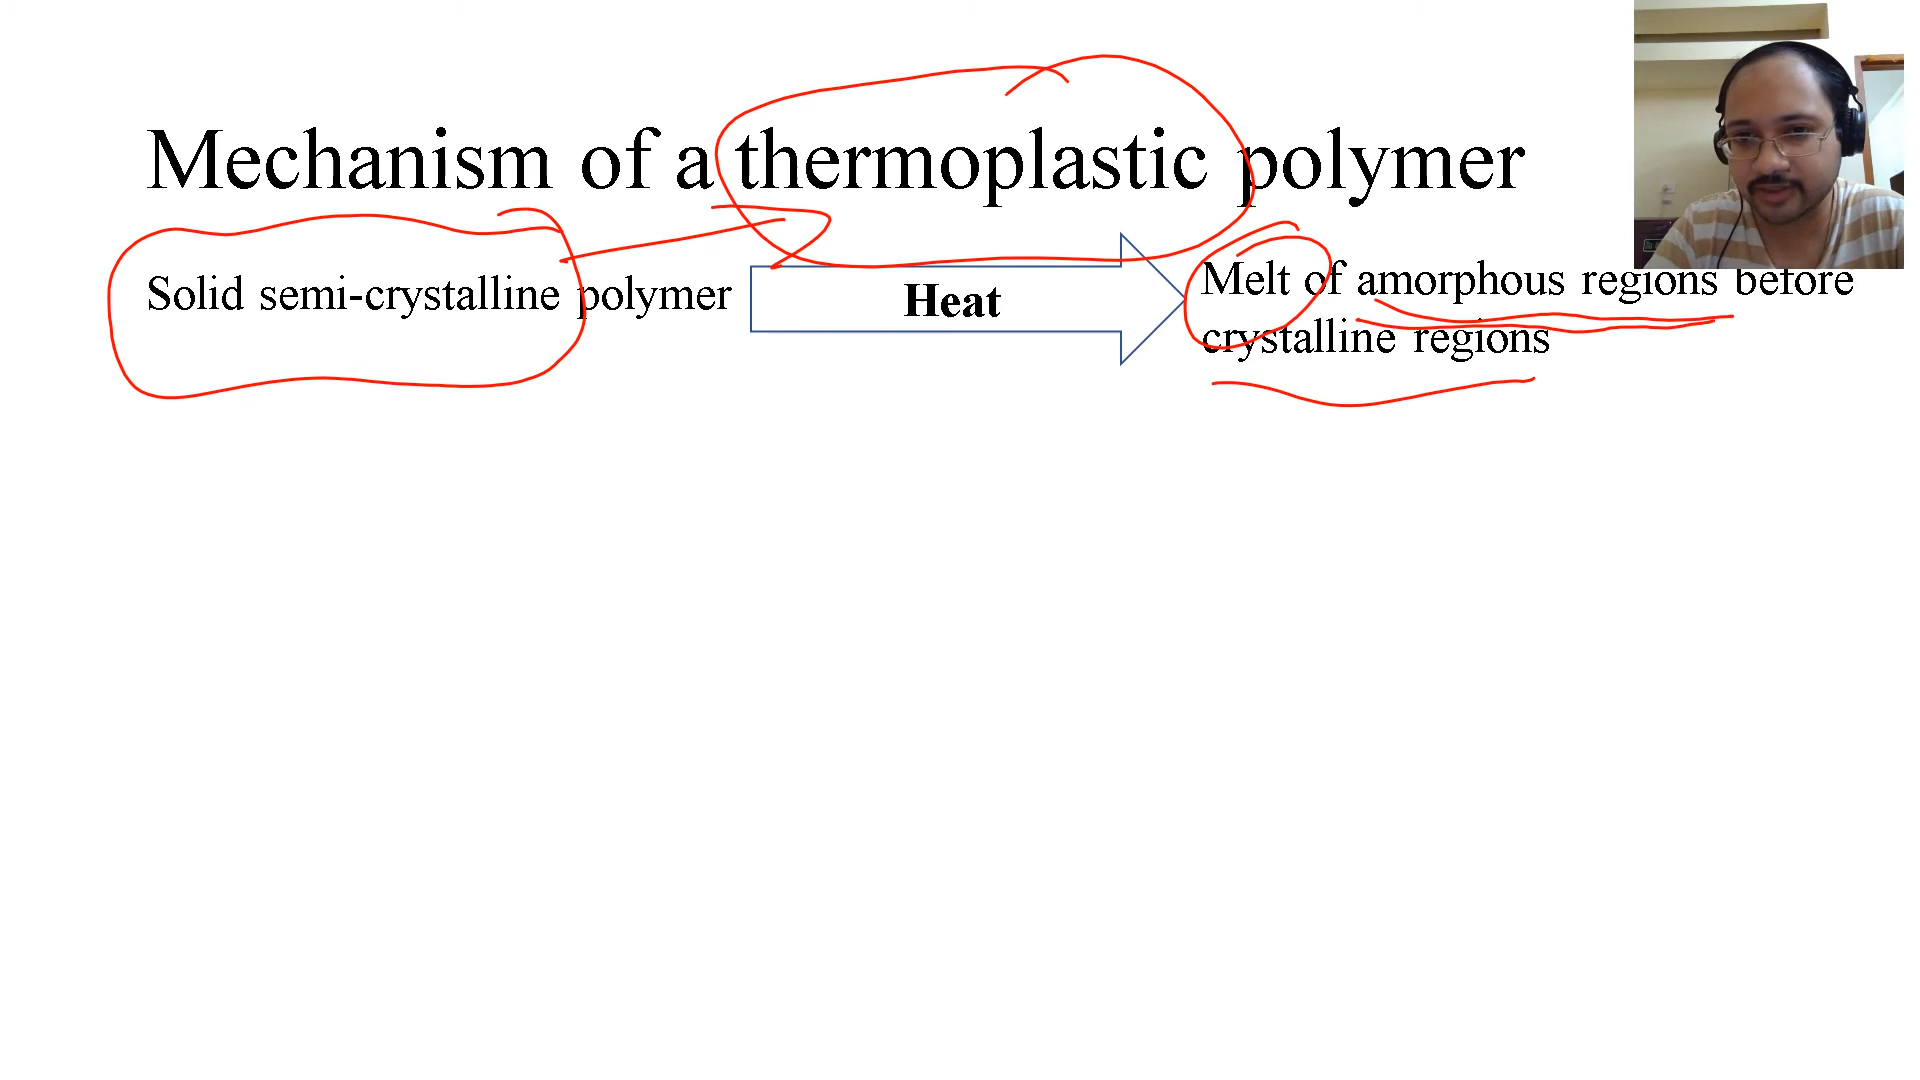 Mechanism of a thermoplastic polymer
Solid semi-crystalline polymer
Heat
Melt of amorphous regions before
crystalline regions